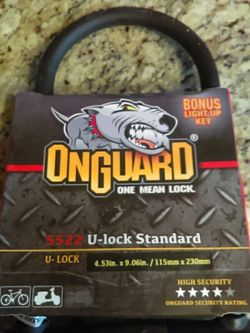 BONUS
LIGHT UP
KEY
ONGUARD®
ONE MEAN LOCK.
5522 U-lock Standard
U- LOCK 4.53in. x 9.06in. / 115mm x 230mm
HIGH SECURITY
ONGUARD SECURITY RATING